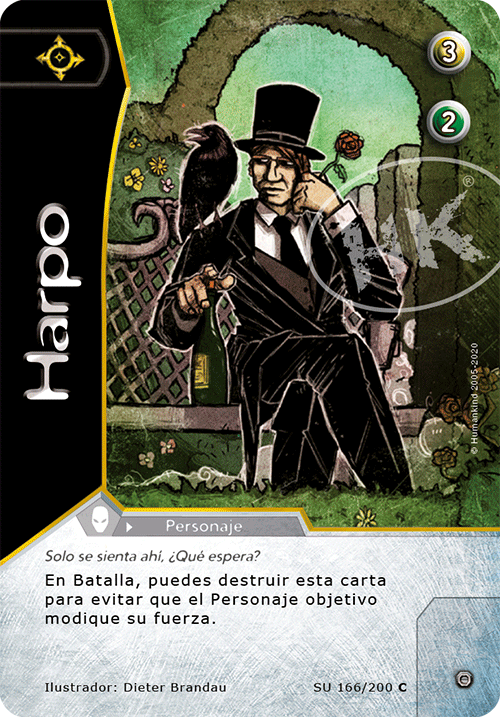 3
2
Harpo
HK ®
© Humankind 2005-2020
Personaje
Solo se sienta ahí, ¿Qué espera?
En Batalla, puedes destruir esta carta
para evitar que el Personaje objetivo
modique su fuerza.
Ilustrador: Dieter Brandau
SU 166/200 C